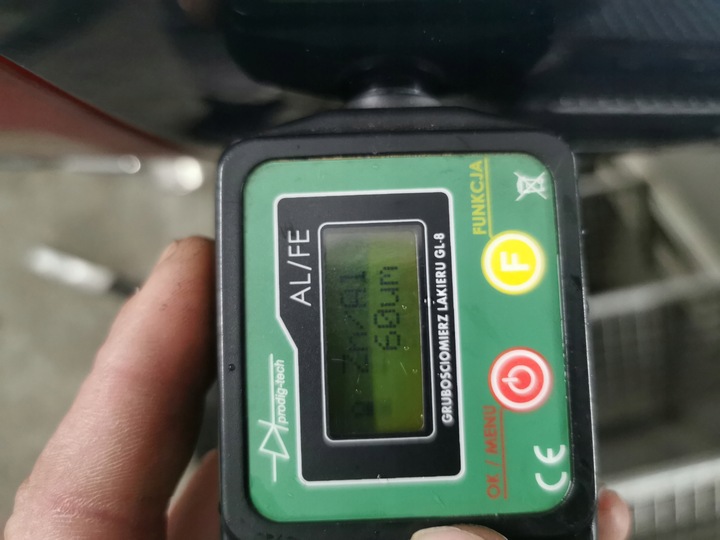 prodig-tech
AL/FE
Zn/Al
60um
GRUBOŚCIOMIERZ LAKIERU GL-8
OK / MENU
FUNKCJA
F
CE